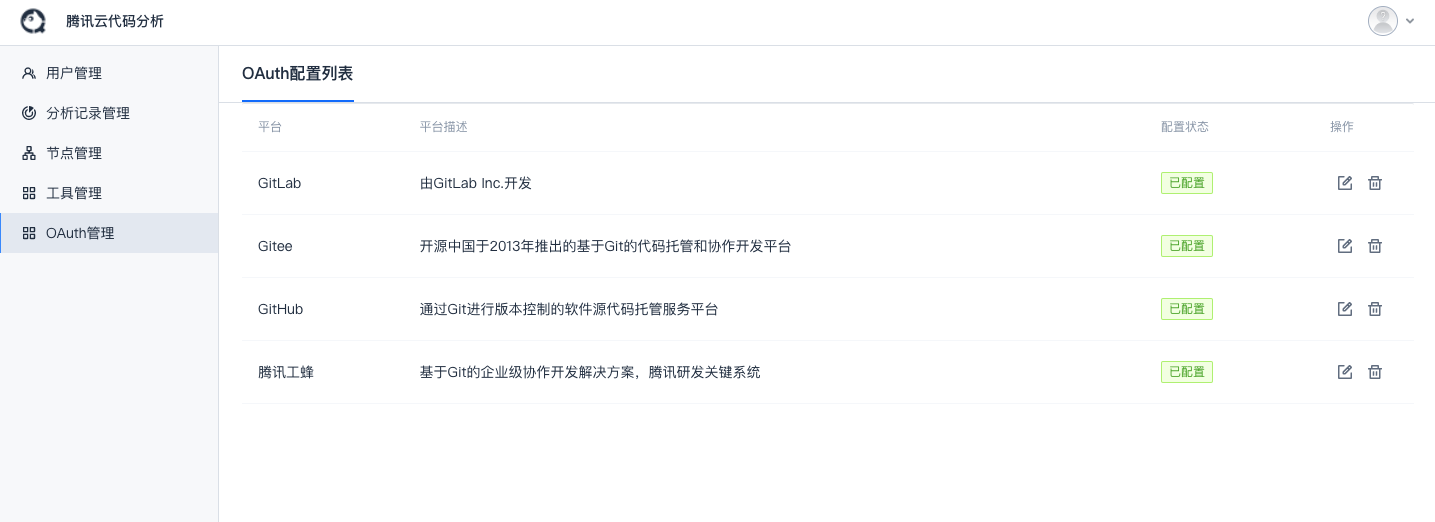 腾讯云代码分析
用户管理
分析记录管理
节点管理
工具管理
OAuth管理
OAuth配置列表
平台 平台描述 配置状态 操作
GitLab 由GitLab Inc.开发 已配置
Gitee 开源中国于2013年推出的基于Git的代码托管和协作开发平台 已配置
GitHub 通过Git进行版本控制的软件源代码托管服务平台 已配置
腾讯工蜂 基于Git的企业级协作开发解决方案，腾讯研发关键系统 已配置